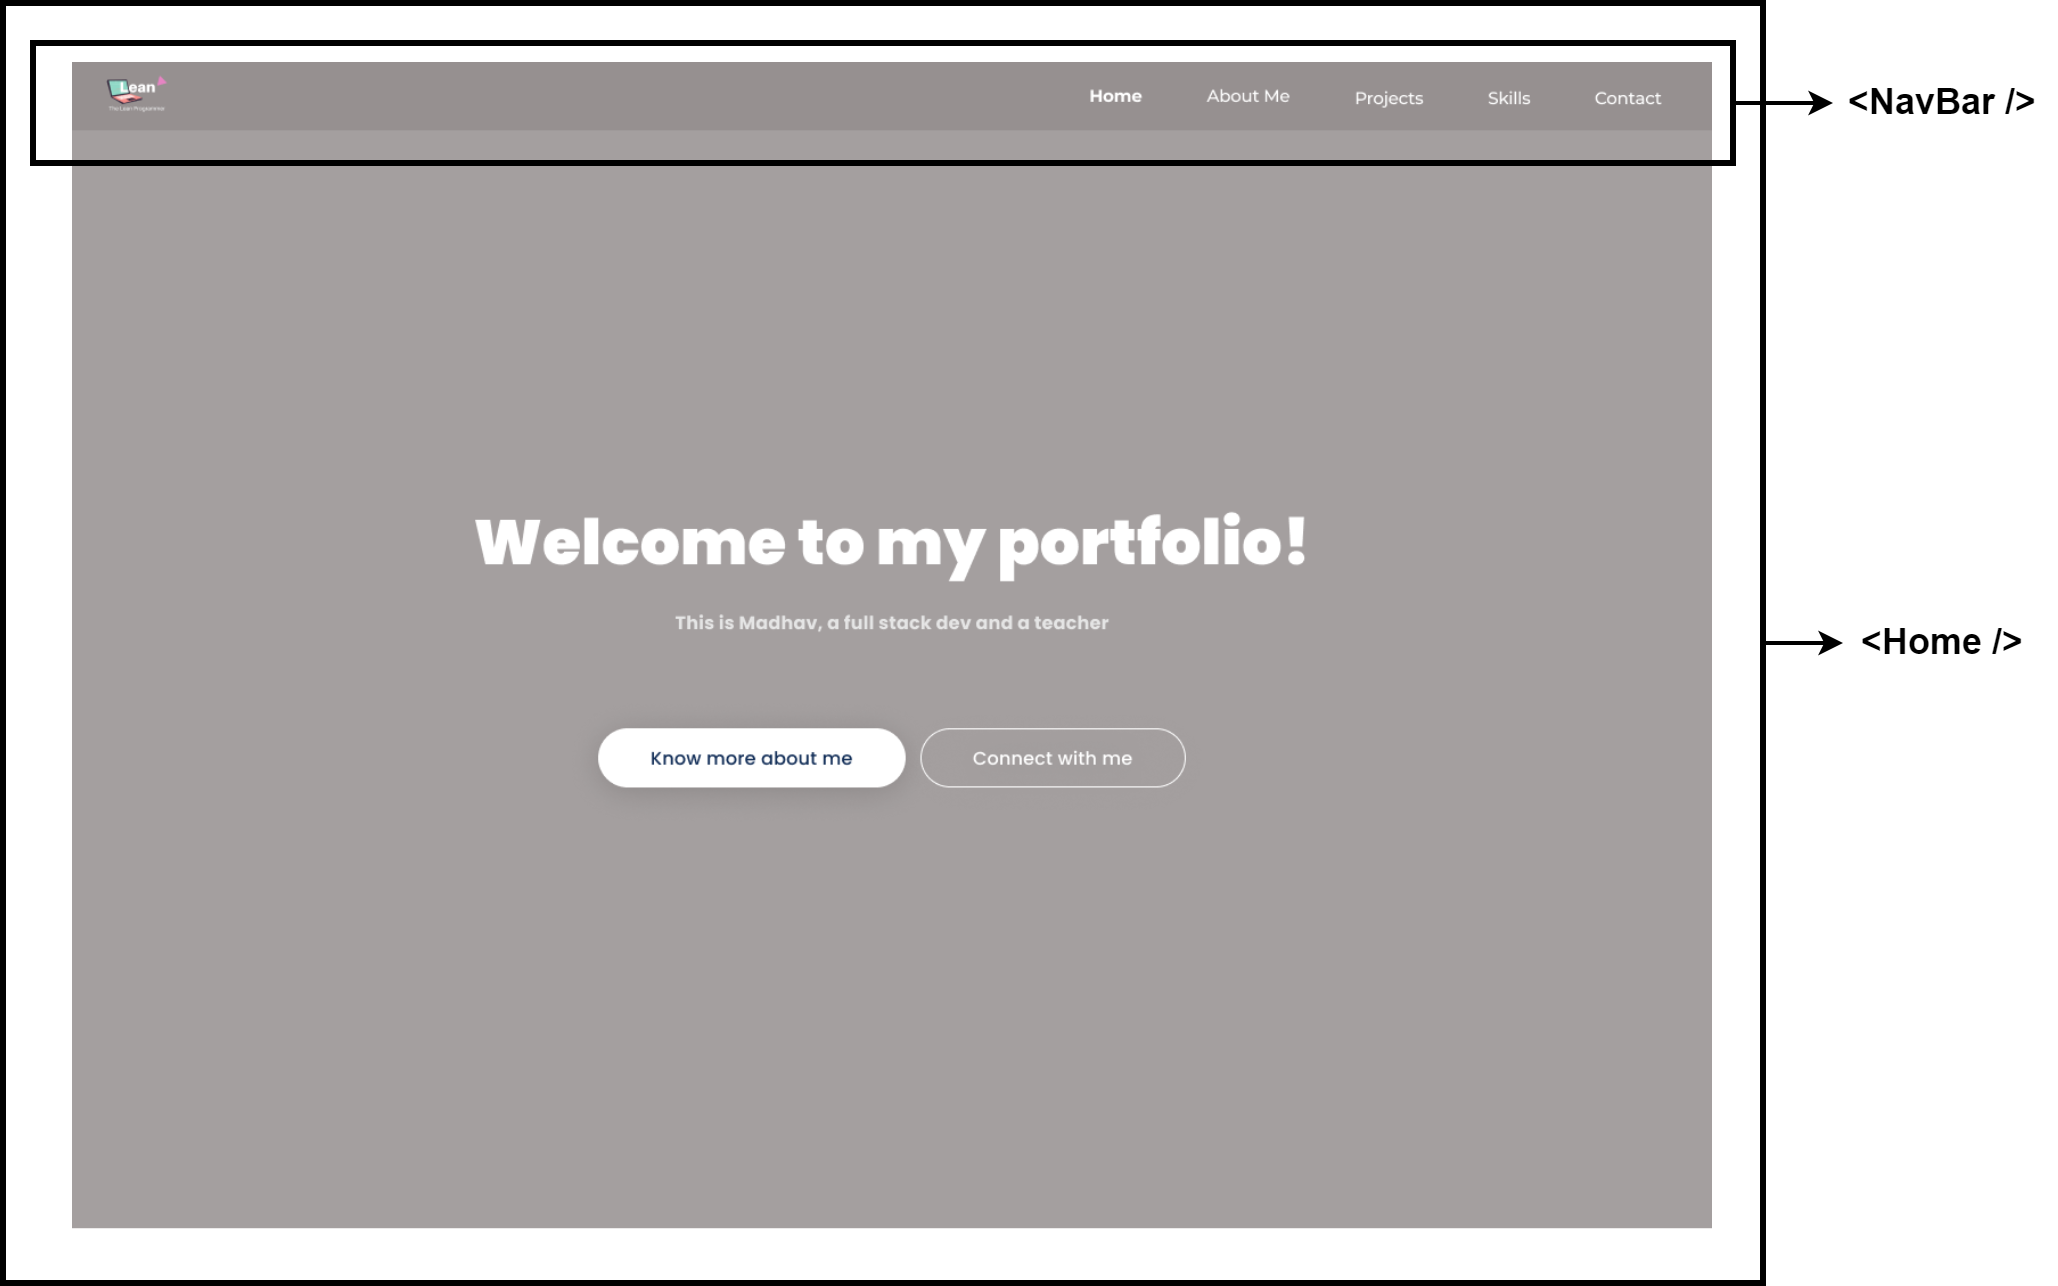 Lean
The Lean Programmer
Home About Me Projects Skills Contact
<NavBar />
Welcome to my portfolio!
This is Madhav, a full stack dev and a teacher
<Home />
Know more about me Connect with me